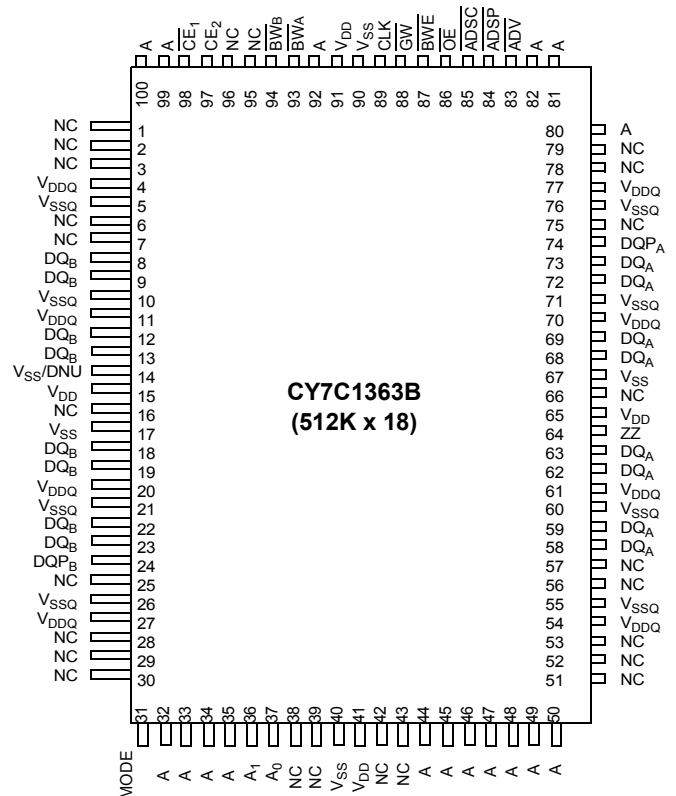 A A CE1 CE2 NC NC BWB BWA A VDD VSS CLK GW BWE OE ADSC ADSP ADV A A
100 99 98 97 96 95 94 93 92 91 90 89 88 87 86 85 84 83 82 81
NC 1
NC 2
NC 3
VDDQ 4
VSSQ 5
NC 6
NC 7
DQB 8
DQB 9
VSSQ 10
VDDQ 11
DQB 12
DQB 13
VSS/DNU 14
VDD 15
NC 16
VSS 17
DQB 18
DQB 19
VDDQ 20
VSSQ 21
DQB 22
DQB 23
DQPB 24
NC 25
VSSQ 26
VDDQ 27
NC 28
NC 29
NC 30
CY7C1363B
(512K x 18)
80 A
79 NC
78 NC
77 VDDQ
76 VSSQ
75 NC
74 DQPA
73 DQA
72 DQA
71 VSSQ
70 VDDQ
69 DQA
68 DQA
67 VSS
66 NC
65 VDD
64 ZZ
63 DQA
62 DQA
61 VDDQ
60 VSSQ
59 DQA
58 DQA
57 NC
56 NC
55 VSSQ
54 VDDQ
53 NC
52 NC
51 NC
31 32 33 34 35 36 37 38 39 40 41 42 43 44 45 46 47 48 49 50
MODE A A A A A1 A0 NC NC VSS VDD NC NC A A A A A A A